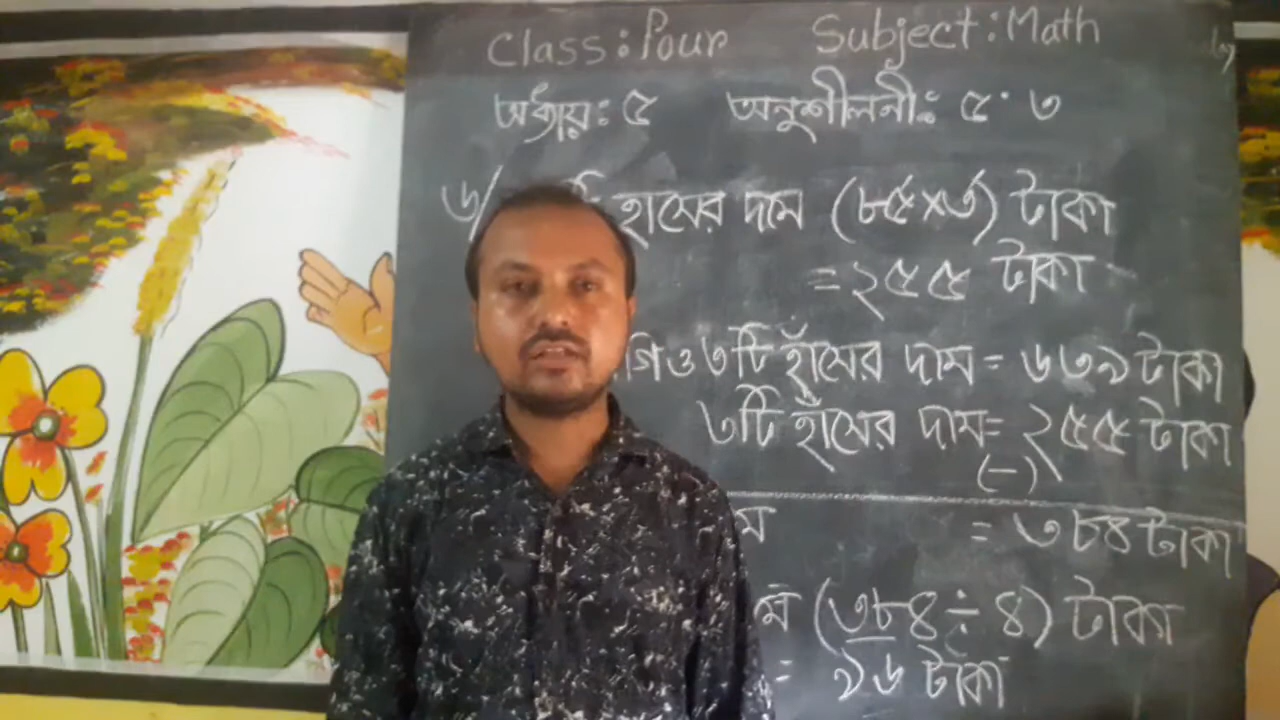 Class: Four Subject: Math
অধ্যায়: ৫ অনুশীলনী: ৫.৩
৬/ হাসের দাম (৮৫×৩) টাকা
= ২৫৫ টাকা
ও ৩টি হাঁসের দাম = ৬৩৯ টাকা
৩টি হাঁসের দাম = ২৫৫ টাকা
(-)
= ৩৮৪ টাকা
(৩৮৪ ÷ ৪) টাকা
= ৯৬ টাকা